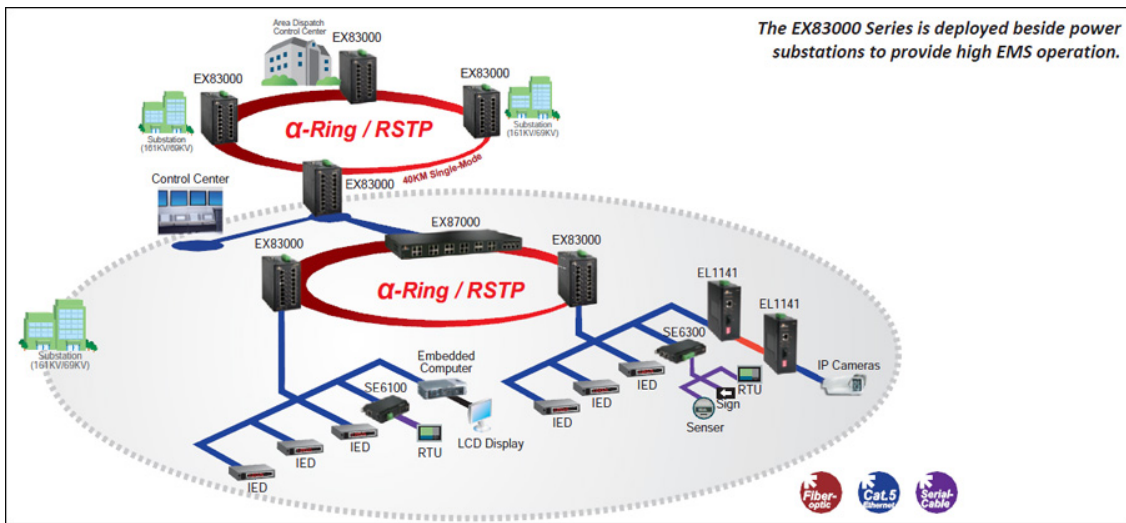 The EX83000 Series is deployed beside power
substations to provide high EMS operation.
Area Dispatch
Control Center
EX83000
EX83000
EX83000
Substation
(161KV/69KV)
α-Ring / RSTP
Substation
(161KV/69KV)
40KM Single-Mode
Control Center
EX83000
EX87000
EX83000
EX83000
α-Ring / RSTP
EL1141
EL1141
Substation
(161KV/69KV)
SE6300
IP Cameras
Embedded
Computer
IED
RTU
SE6100
IED
Sign
LCD Display
IED
Senser
IED
RTU
IED
IED
Fiber-
optic
Cat.5
Ethernet
Serial-
Cable